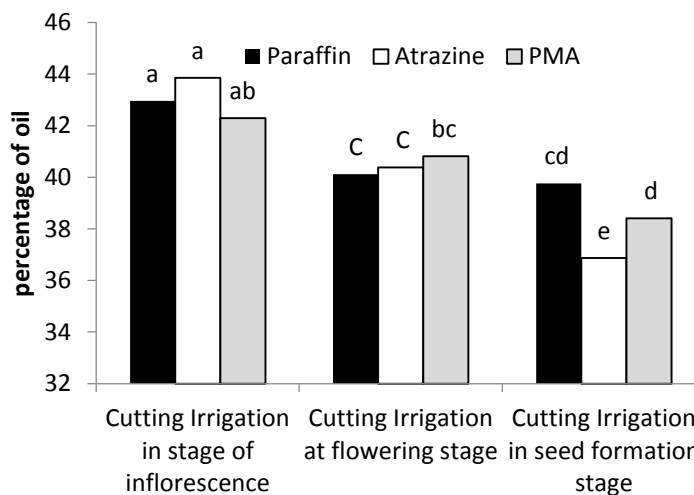 percentage of oil
46
44
42
40
38
36
34
32
Paraffin Atrazine PMA
a a ab
C C bc
cd e d
Cutting Irrigation
in stage of
inflorescence
Cutting Irrigation
at flowering stage
Cutting Irrigation
in seed formation
stage